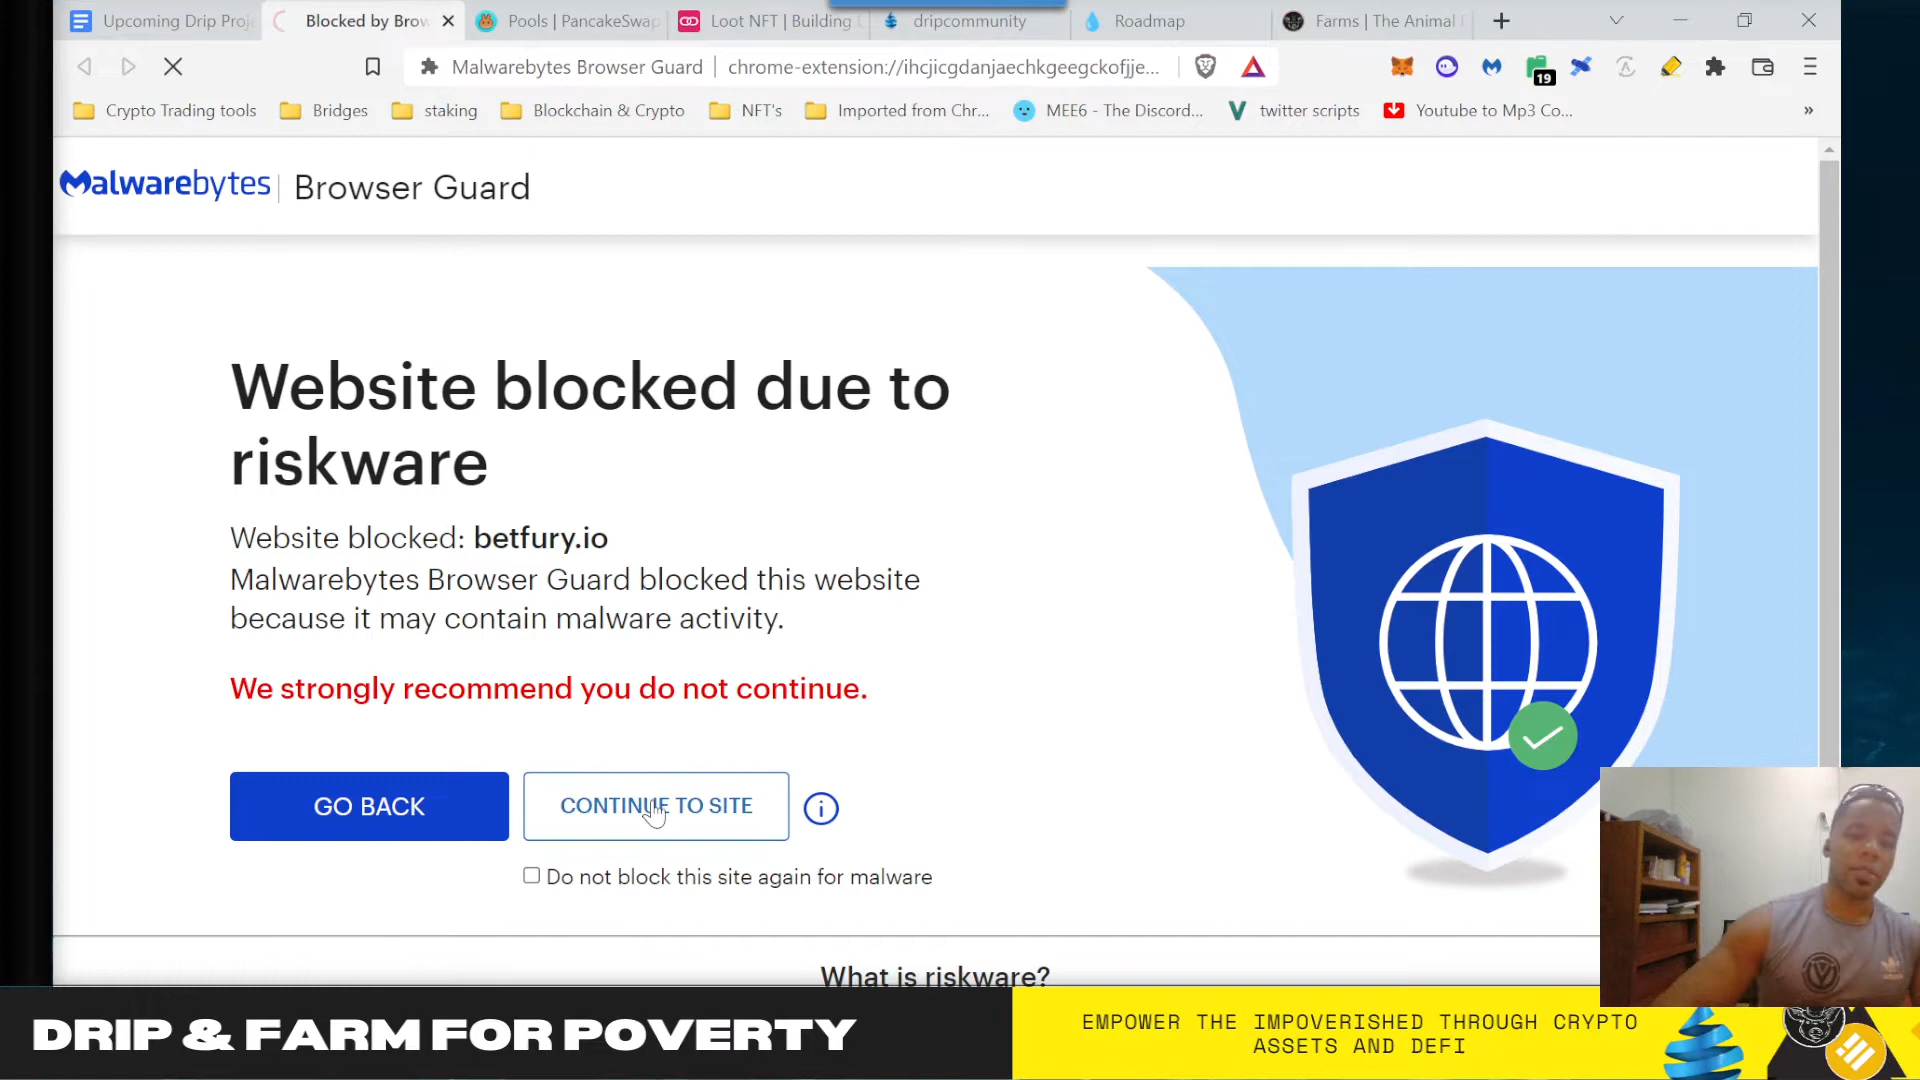 Upcoming Drip Proj
Blocked by Brow
Pools | PancakeSwap
Loot NFT | Building
dripcommunity
Roadmap
Farms | The Animal
Malwarebytes Browser Guard
chrome-extension://ihcjicgdanjaechkgeegckofjje...
19
Crypto Trading tools
Bridges
staking
Blockchain & Crypto
NFT's
Imported from Chr...
MEE6 - The Discord...
twitter scripts
Youtube to Mp3 Co...
»
Malwarebytes | Browser Guard
Website blocked due to
riskware
Website blocked: betfury.io
Malwarebytes Browser Guard blocked this website
because it may contain malware activity.
We strongly recommend you do not continue.
GO BACK
CONTINUE TO SITE
Do not block this site again for malware
What is riskware?
DRIP & FARM FOR POVERTY
EMPOWER THE IMPOVERISHED THROUGH CRYPTO
ASSETS AND DEFI